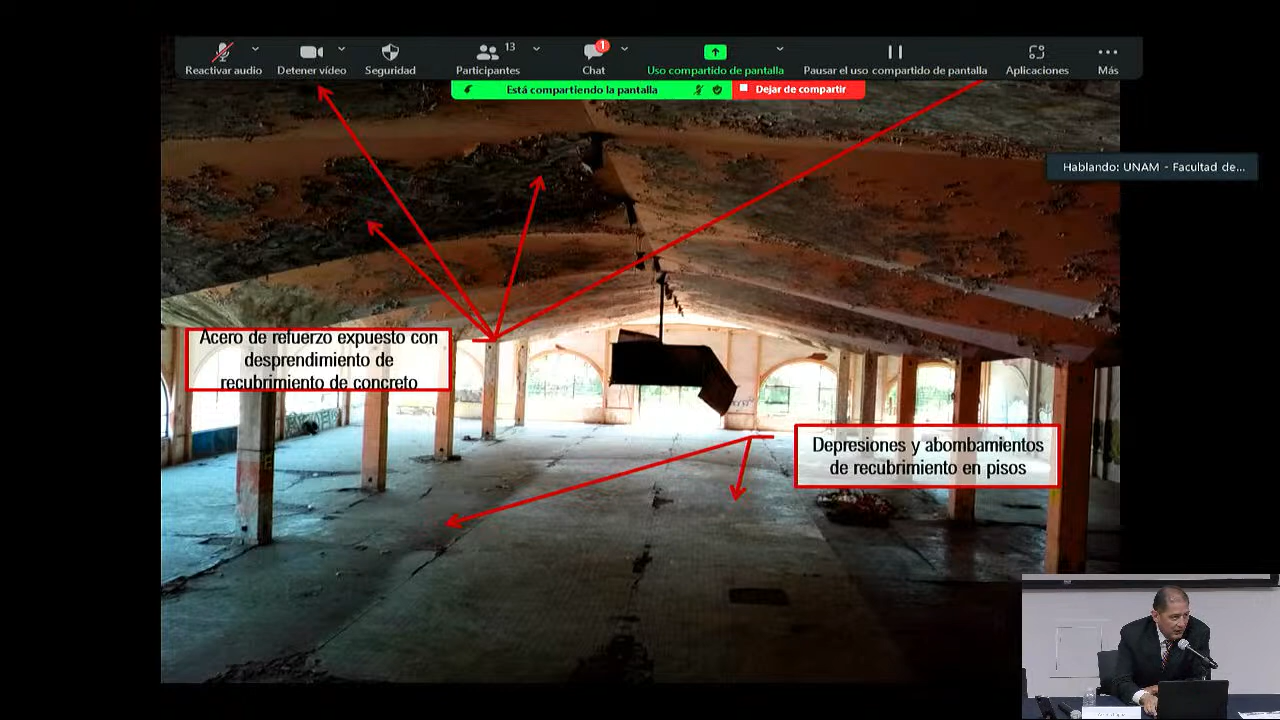 13
1
Reactivar audio
Detener vídeo
Seguridad
Participantes
Chat
Uso compartido de pantalla
Pausar el uso compartido de pantalla
Aplicaciones
Más
Está compartiendo la pantalla
Dejar de compartir
Hablando: UNAM - Facultad de...
Acero de refuerzo expuesto con
desprendimiento de
recubrimiento de concreto
Depresiones y abombamientos
de recubrimiento en pisos